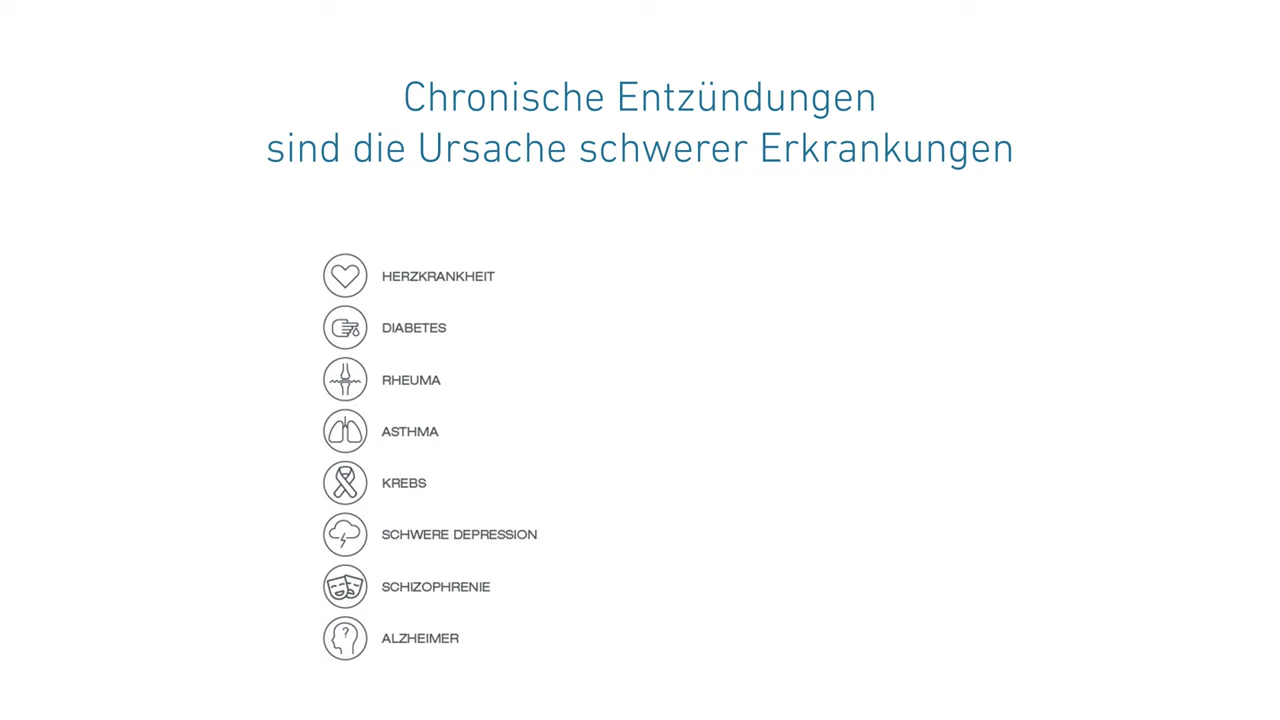 Chronische Entzündungen
sind die Ursache schwerer Erkrankungen
HERZKRANKHEIT
DIABETES
RHEUMA
ASTHMA
KREBS
SCHWERE DEPRESSION
SCHIZOPHRENIE
?
ALZHEIMER